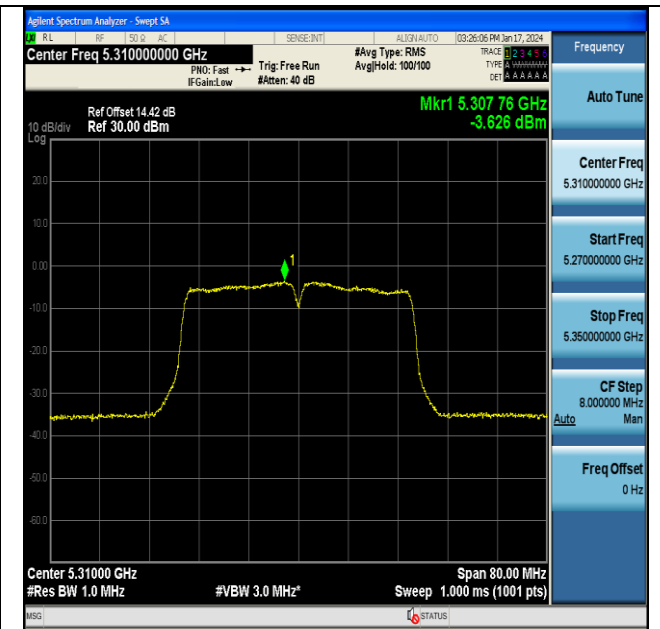 Agilent Spectrum Analyzer - Swept SA
RL RF 50 Ω AC SENSE:INT ALIGN AUTO 03:26:06 PM Jan 17, 2024
Center Freq 5.310000000 GHz
PNO: Fast
IFGain:Low
Trig: Free Run
#Atten: 40 dB
#Avg Type: RMS
Avg|Hold: 100/100
TRACE 1 2 3 4 5 6
TYPE A
DET A A A A A A
Ref Offset 14.42 dB
10 dB/div Ref 30.00 dBm
Log
Mkr1 5.307 76 GHz
-3.626 dBm
20.0
10.0
0.00
-10.0
-20.0
-30.0
-40.0
-50.0
-60.0
1
Center 5.31000 GHz Span 80.00 MHz
#Res BW 1.0 MHz #VBW 3.0 MHz* Sweep 1.000 ms (1001 pts)
MSG STATUS
Frequency
Auto Tune
Center Freq
5.310000000 GHz
Start Freq
5.270000000 GHz
Stop Freq
5.350000000 GHz
CF Step
8.000000 MHz
Auto Man
Freq Offset
0 Hz